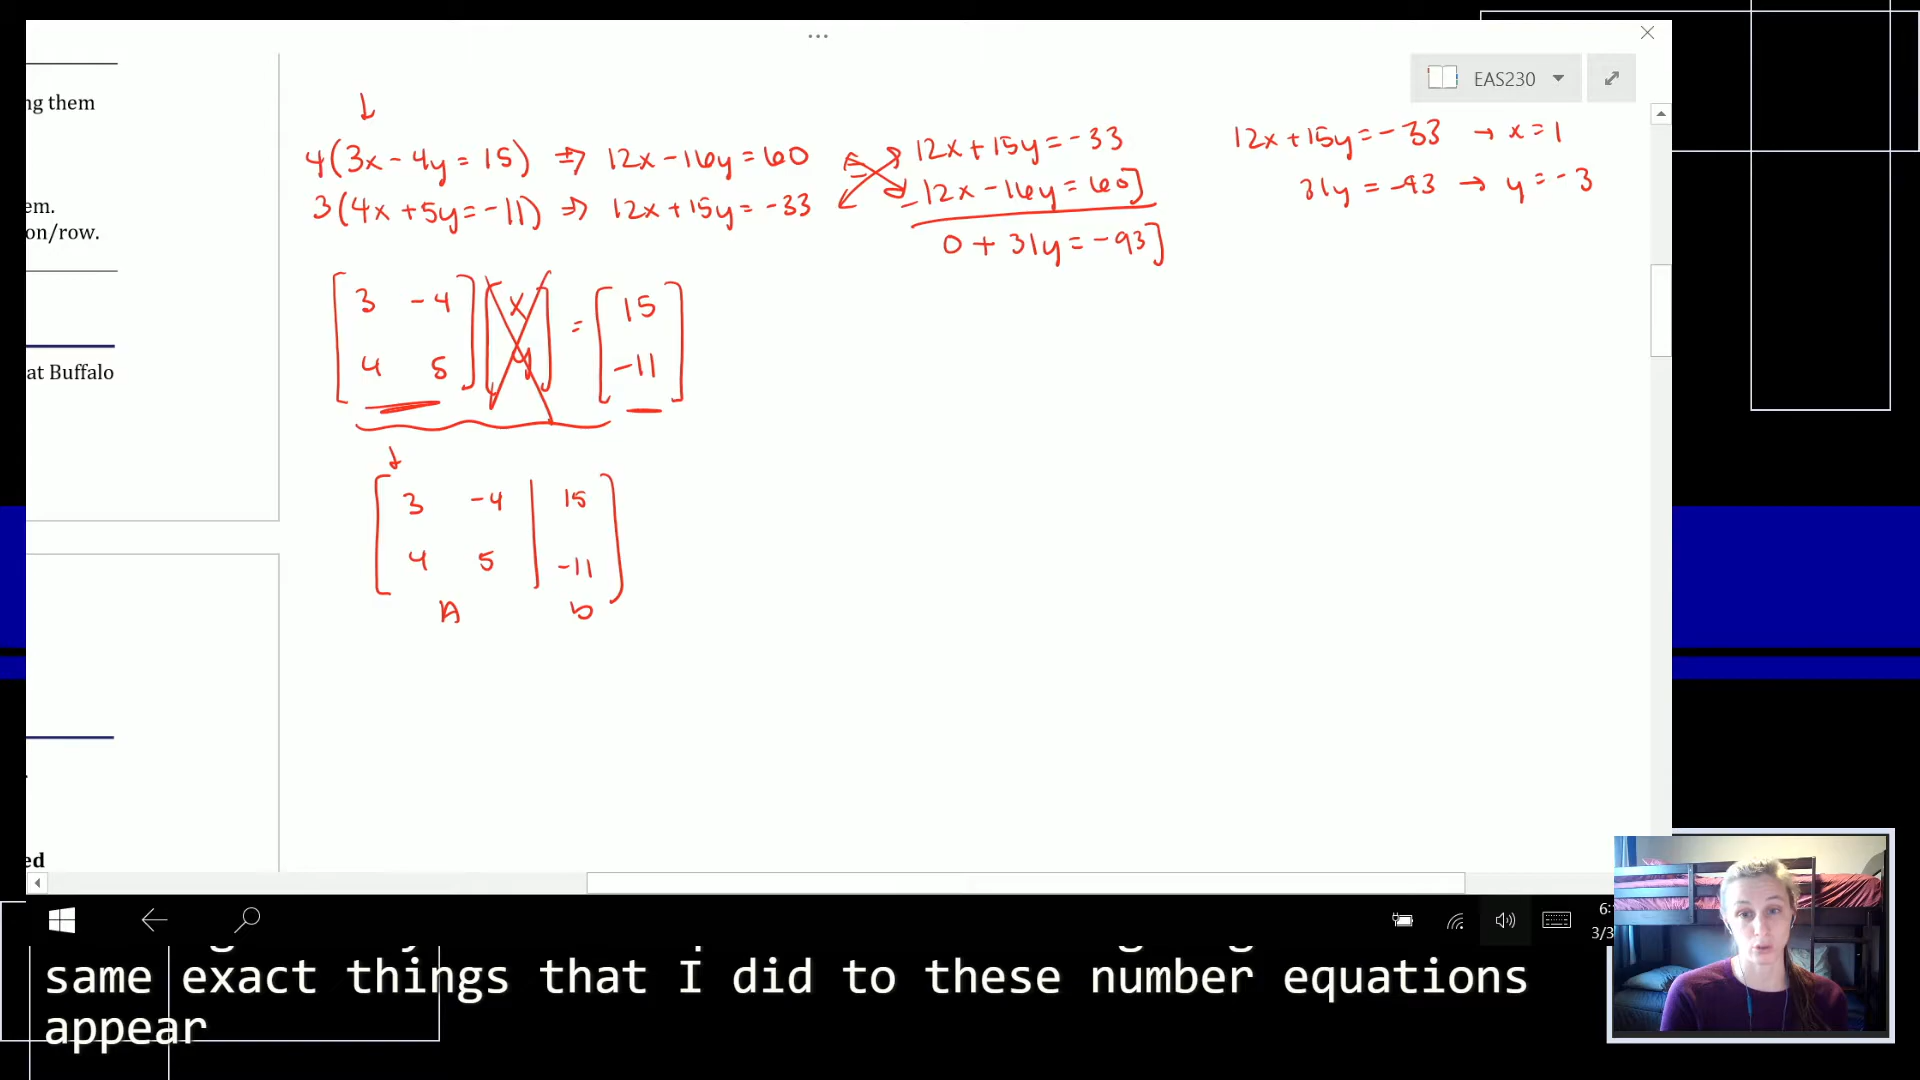 ng them
em.
on/row.
at Buffalo
ed
...
EAS230
4(3x - 4y = 15) ⇒ 12x - 16y = 60
3(4x + 5y = -11) ⇒ 12x + 15y = -33
12x + 15y = -33
-[12x - 16y = 60]
0 + 31y = -93]
12x + 15y = -33 → x = 1
31y = -93 → y = -3
[3 -4] [x] = [15]
[4 5] [y] [-11]
[3 -4 | 15]
[4 5 | -11]
A b
3/3
same exact things that I did to these number equations
appear